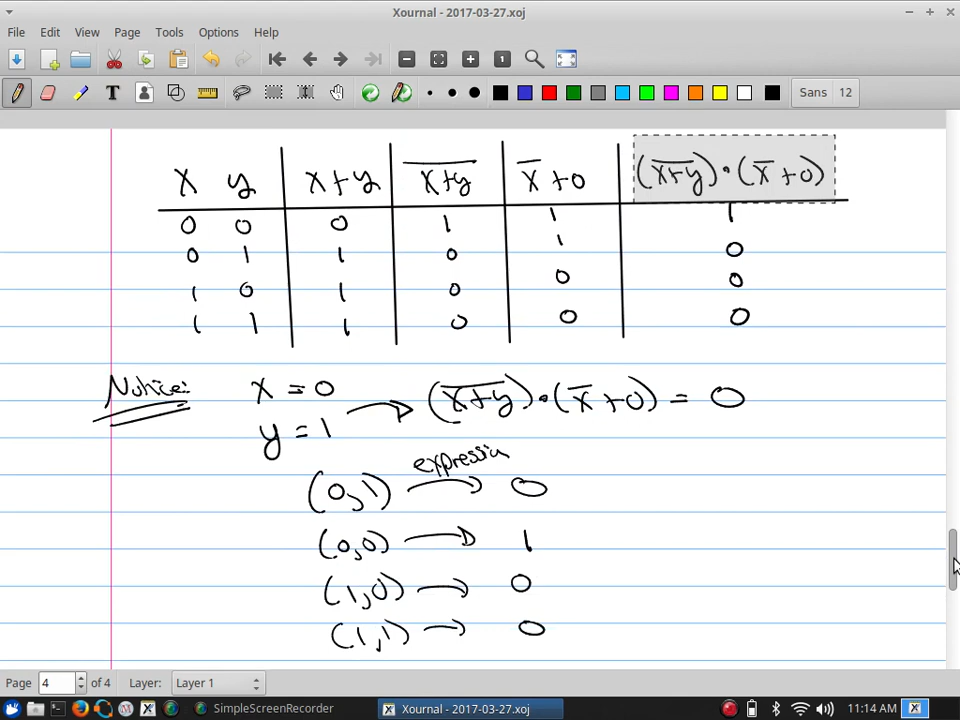 Xournal - 2017-03-27.xoj
File Edit View Page Tools Options Help
Sans 12
x y x+y x̅+̅y̅ x̅+0 (x̅+̅y̅)·(x̅+0)
0 0 0 1 1 1
0 1 1 0 1 0
1 0 1 0 0 0
1 1 1 0 0 0
Notice: x = 0
y = 1 → (x̅+̅y̅)·(x̅+0) = 0
expression
(0,1) → 0
(0,0) → 1
(1,0) → 0
(1,1) → 0
Page 4 of 4 Layer: Layer 1
SimpleScreenRecorder Xournal - 2017-03-27.xoj 11:14 AM